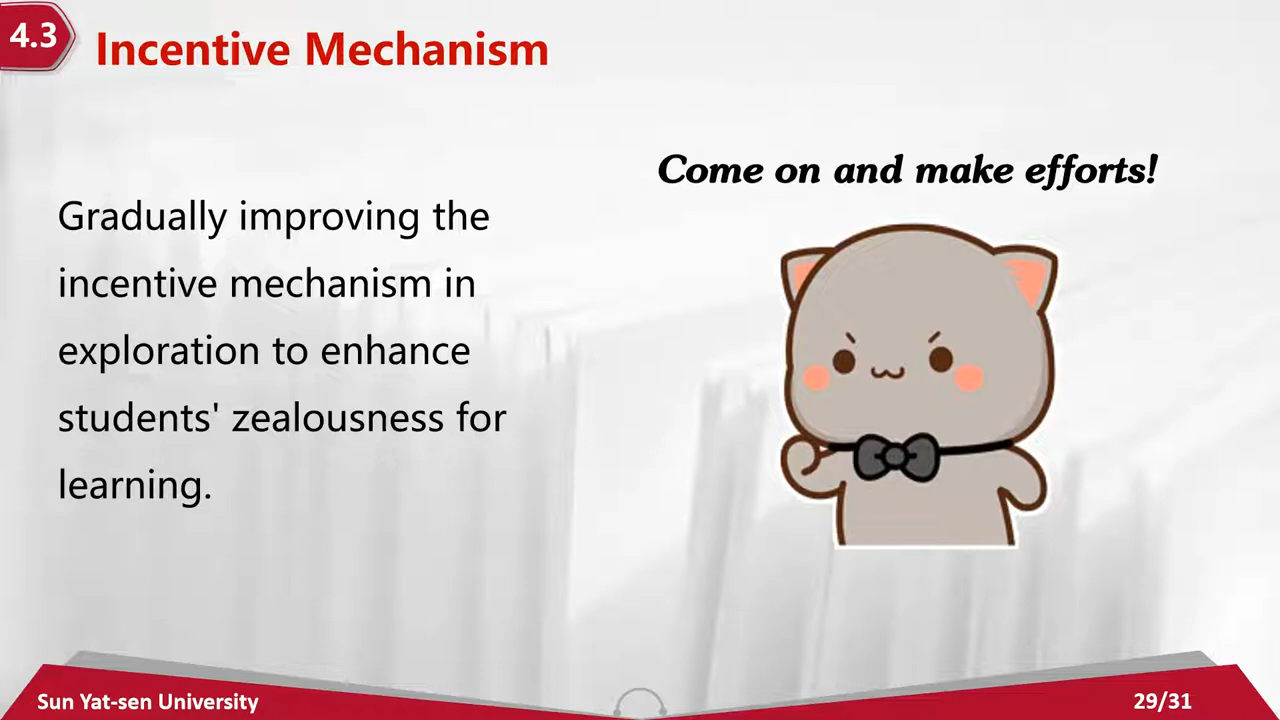 4.3
Incentive Mechanism
Come on and make efforts!
Gradually improving the
incentive mechanism in
exploration to enhance
students' zealousness for
learning.
Sun Yat-sen University
29/31